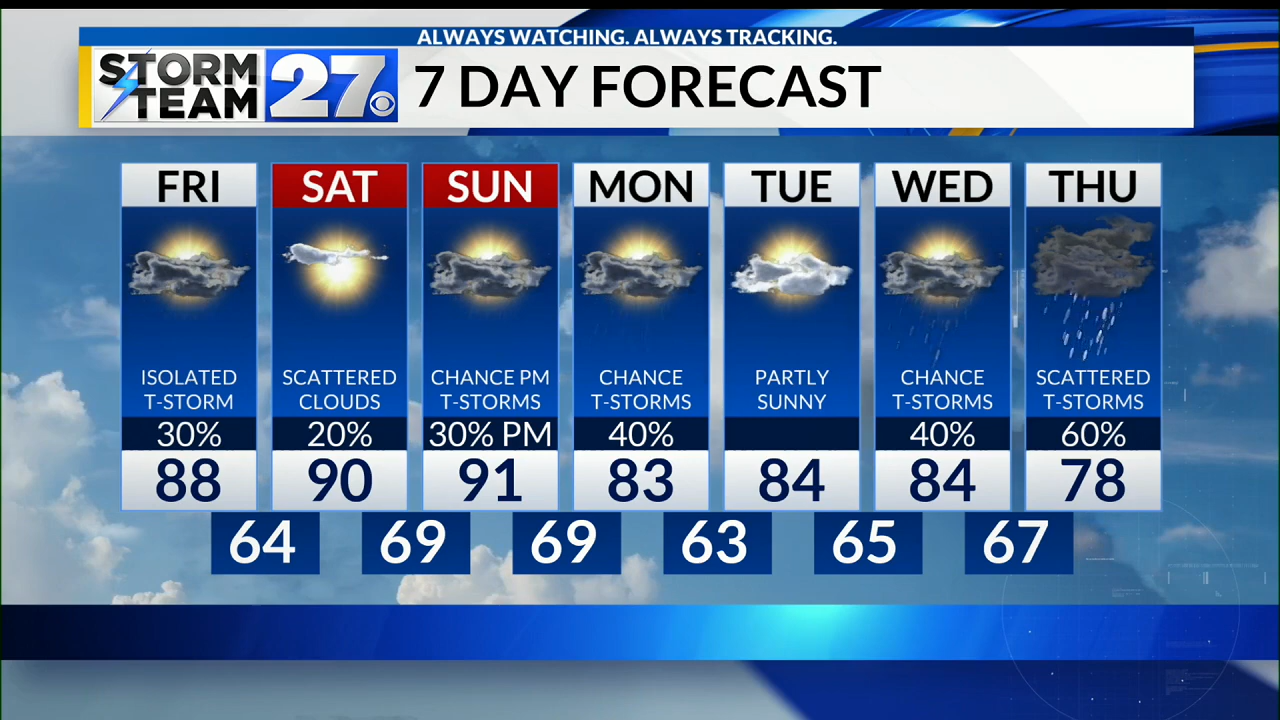 ALWAYS WATCHING. ALWAYS TRACKING.
STORM TEAM 27
7 DAY FORECAST
FRI SAT SUN MON TUE WED THU
ISOLATED SCATTERED CHANCE PM CHANCE PARTLY CHANCE SCATTERED
T-STORM CLOUDS T-STORMS T-STORMS SUNNY T-STORMS T-STORMS
30% 20% 30% PM 40% 40% 60%
88 90 91 83 84 84 78
64 69 69 63 65 67